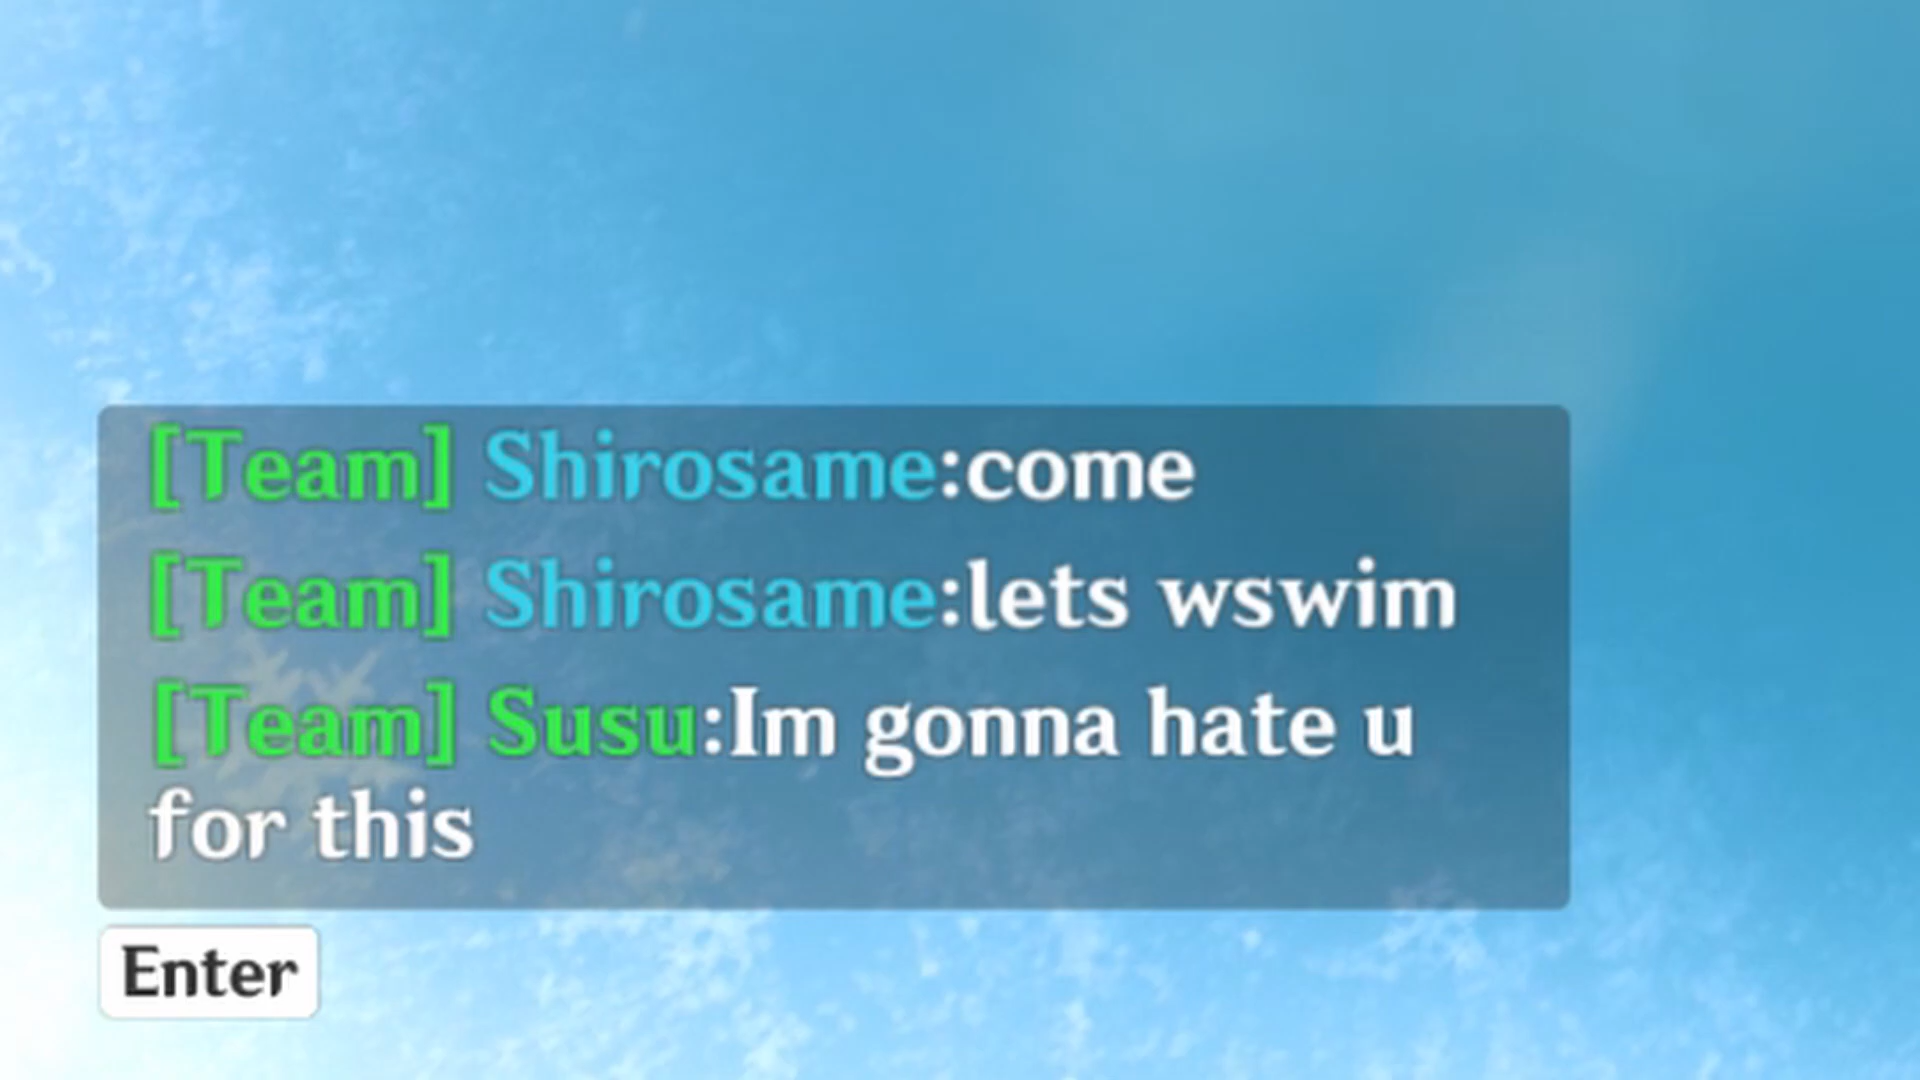 [Team] Shirosame:come
[Team] Shirosame:lets wswim
[Team] Susu:Im gonna hate u
for this
Enter